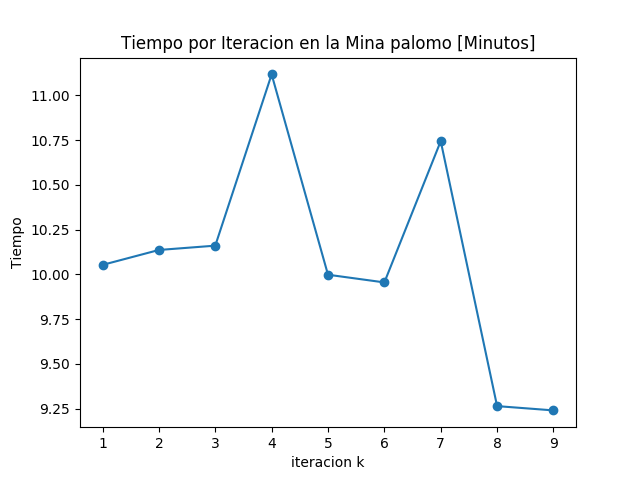 Tiempo por Iteracion en la Mina palomo [Minutos]
Tiempo
11.00
10.75
10.50
10.25
10.00
9.75
9.50
9.25
1 2 3 4 5 6 7 8 9
iteracion k